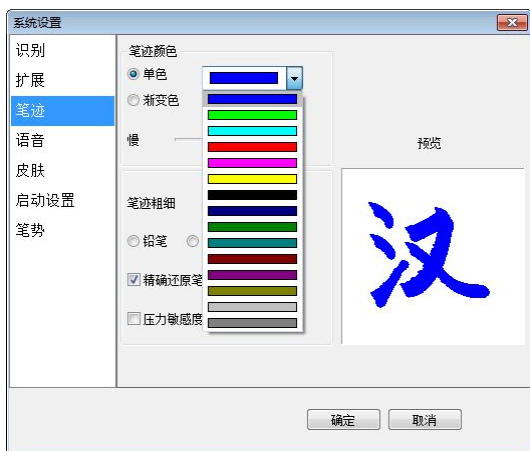 系统设置
识别
扩展
笔迹
语音
皮肤
启动设置
笔势
笔迹颜色
单色
渐变色
慢
笔迹粗细
铅笔
精确还原笔
压力敏感度
预览
汉
确定
取消